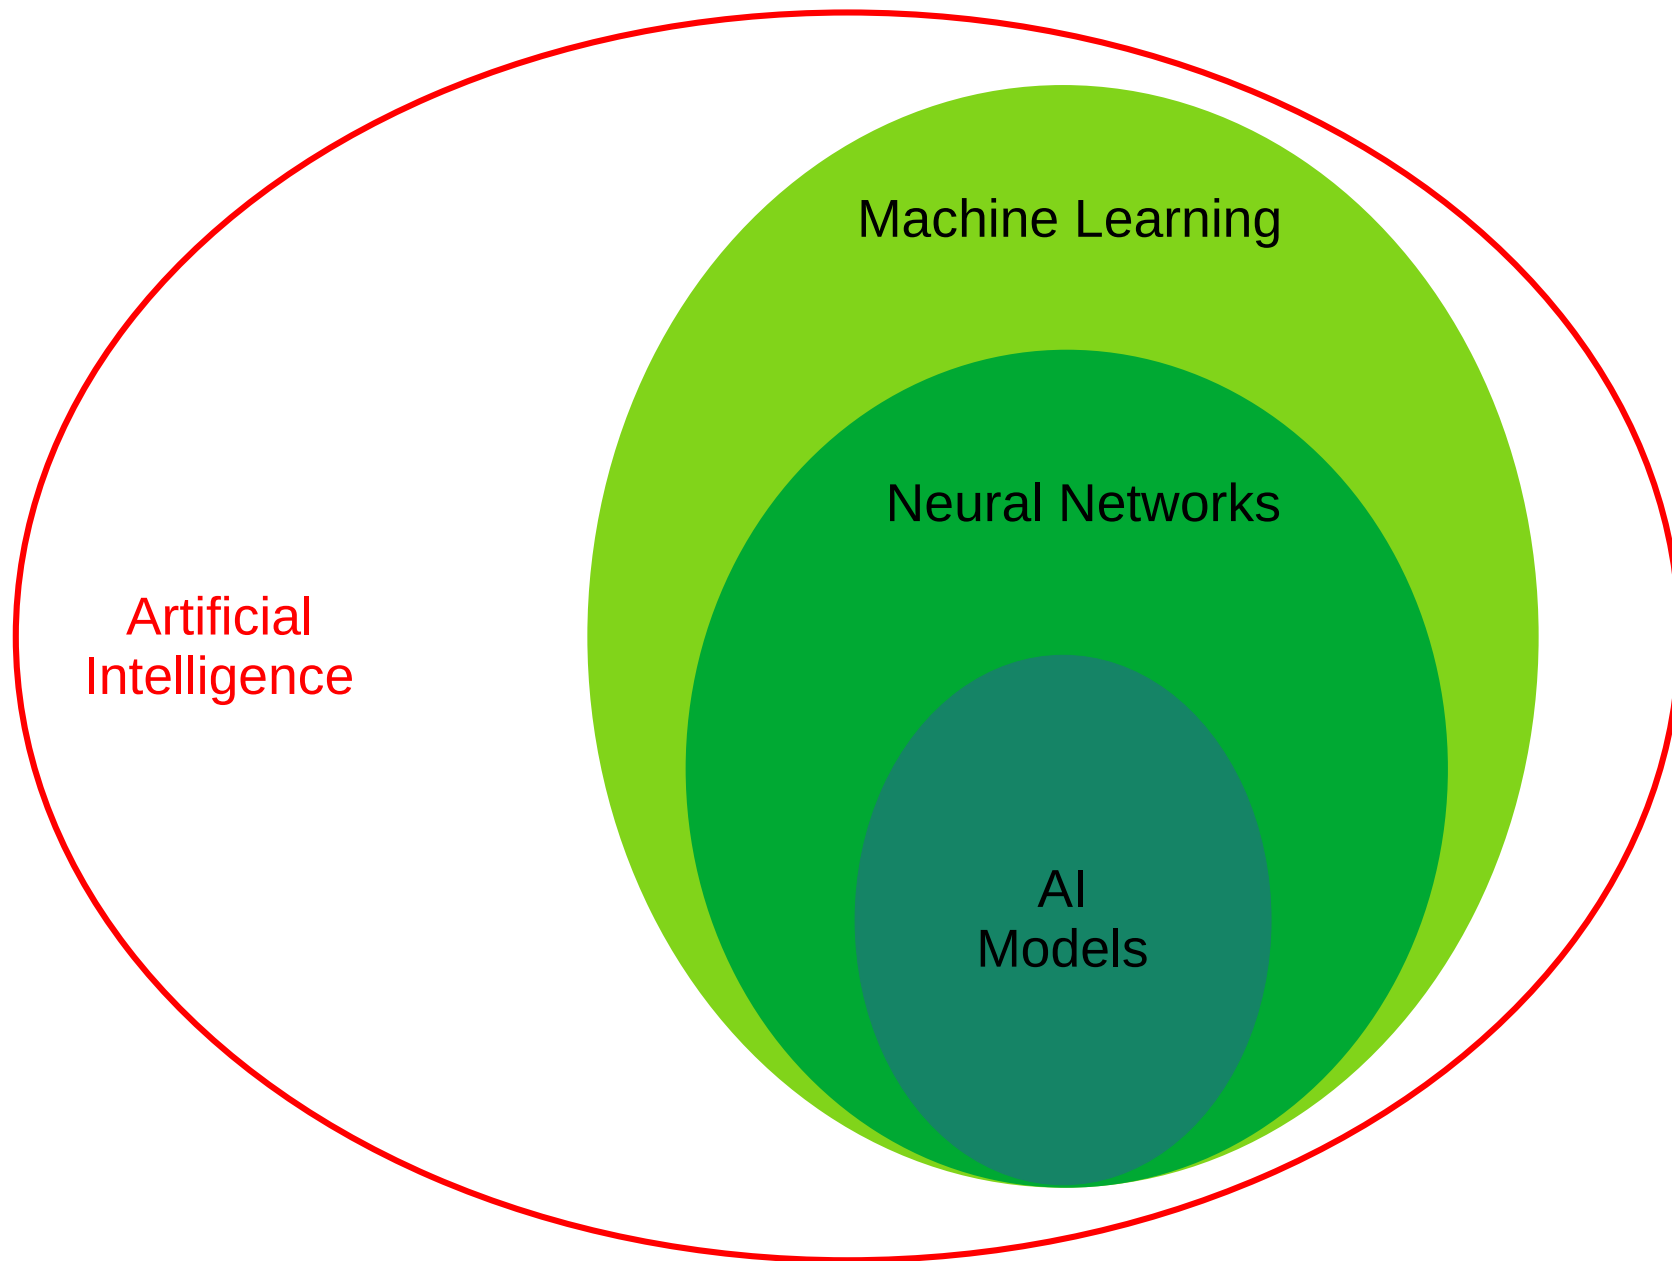 Machine Learning
Neural Networks
Artificial
Intelligence
AI
Models